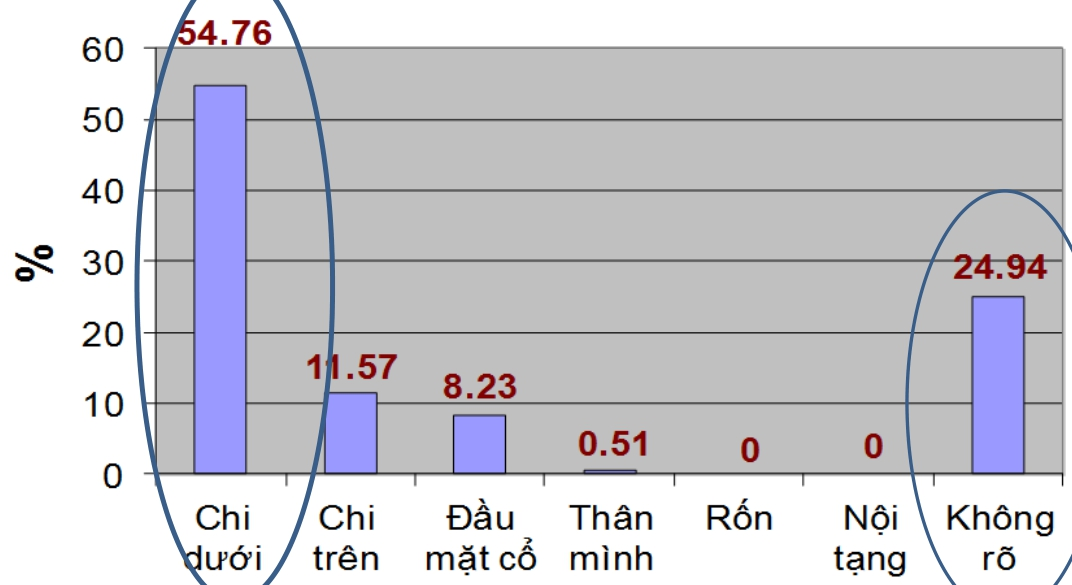 54.76
60
50
40
30
20
10
0
%
11.57
8.23
0.51
0
0
24.94
Chi dưới
Chi trên
Đầu mặt cổ
Thân mình
Rốn
Nội tạng
Không rõ